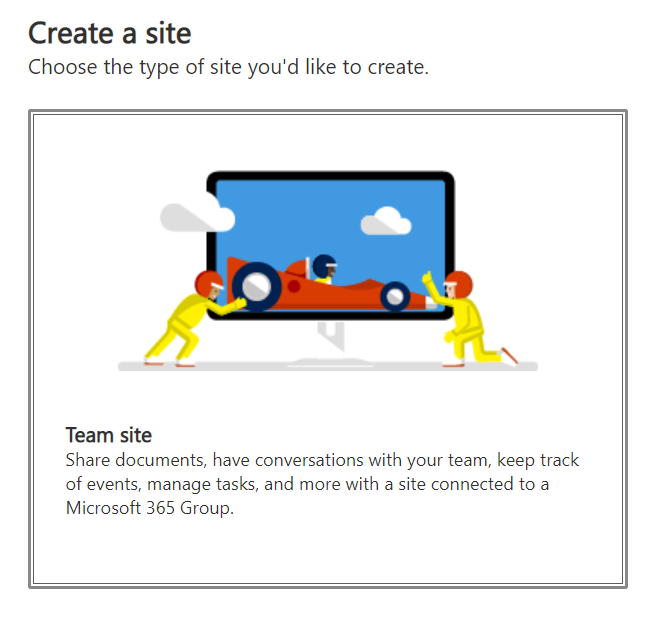 Create a site
Choose the type of site you'd like to create.
Team site
Share documents, have conversations with your team, keep track
of events, manage tasks, and more with a site connected to a
Microsoft 365 Group.